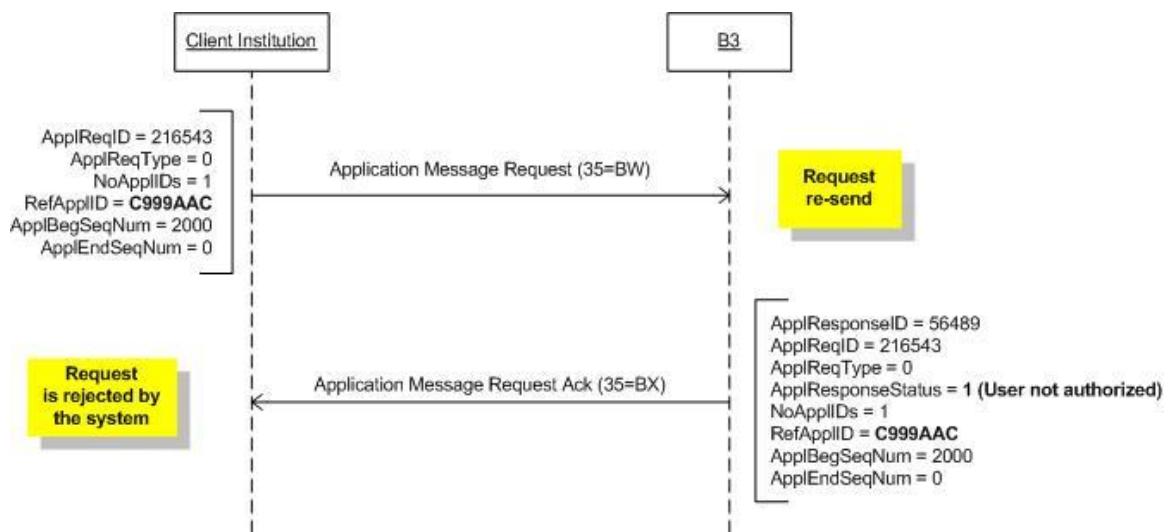 Client Institution
B3
ApplReqID = 216543
ApplReqType = 0
NoApplIDs = 1
RefApplID = C999AAC
ApplBegSeqNum = 2000
ApplEndSeqNum = 0
Application Message Request (35=BW)
Request
re-send
Request
is rejected by
the system
Application Message Request Ack (35=BX)
ApplResponseID = 56489
ApplReqID = 216543
ApplReqType = 0
ApplResponseStatus = 1 (User not authorized)
NoApplIDs = 1
RefApplID = C999AAC
ApplBegSeqNum = 2000
ApplEndSeqNum = 0